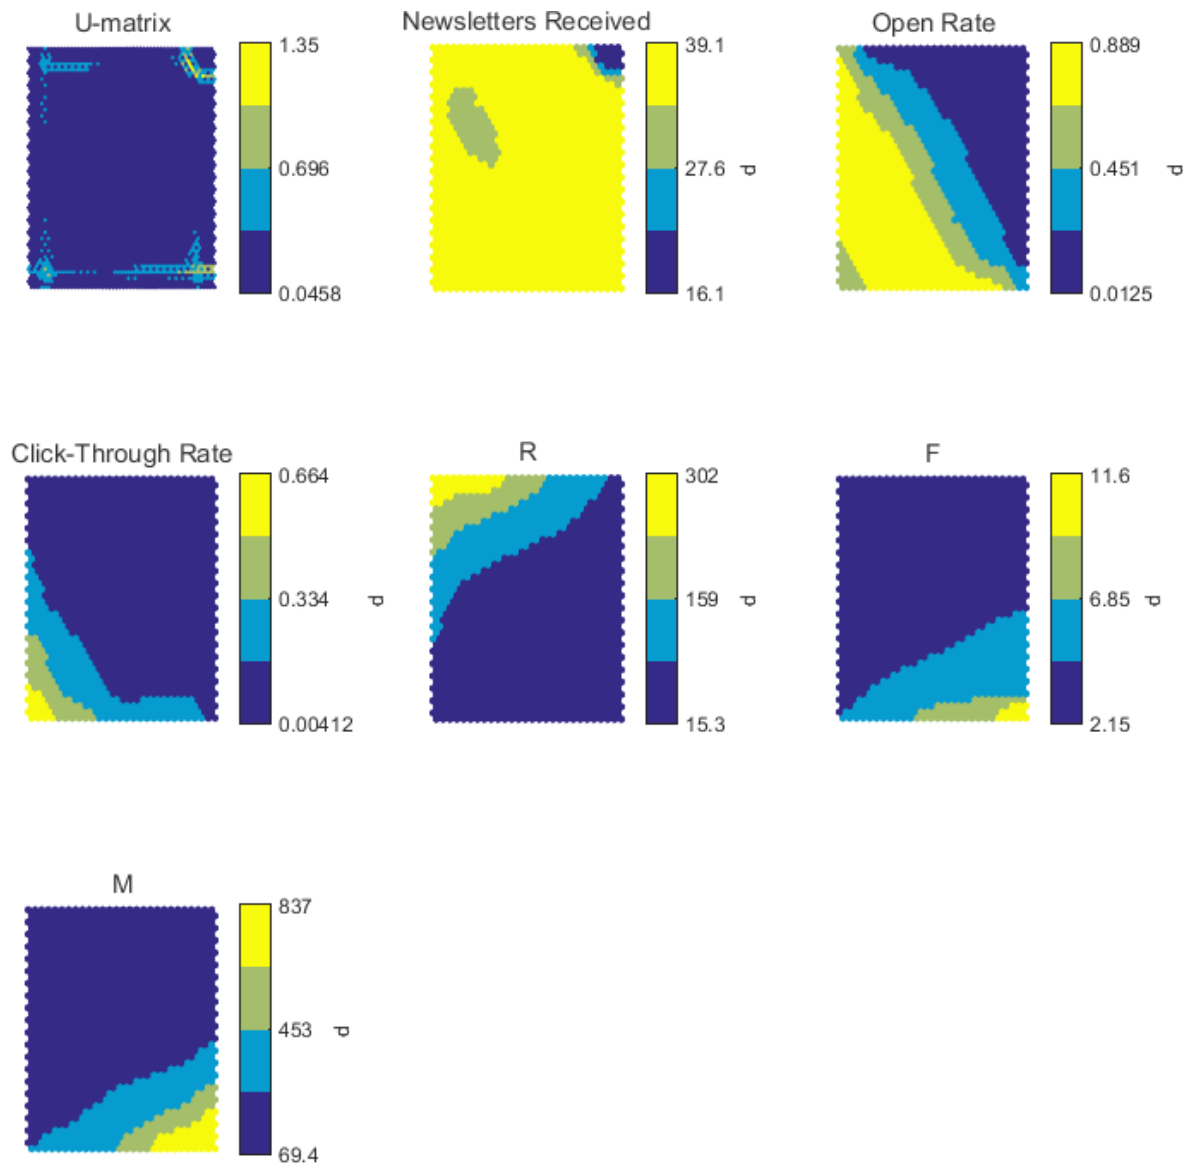 U-matrix
1.35
0.696
0.0458
Newsletters Received
39.1
27.6
16.1
d
Open Rate
0.889
0.451
0.0125
d
Click-Through Rate
0.664
0.334
0.00412
d
R
302
159
15.3
d
F
11.6
6.85
2.15
d
M
837
453
69.4
d